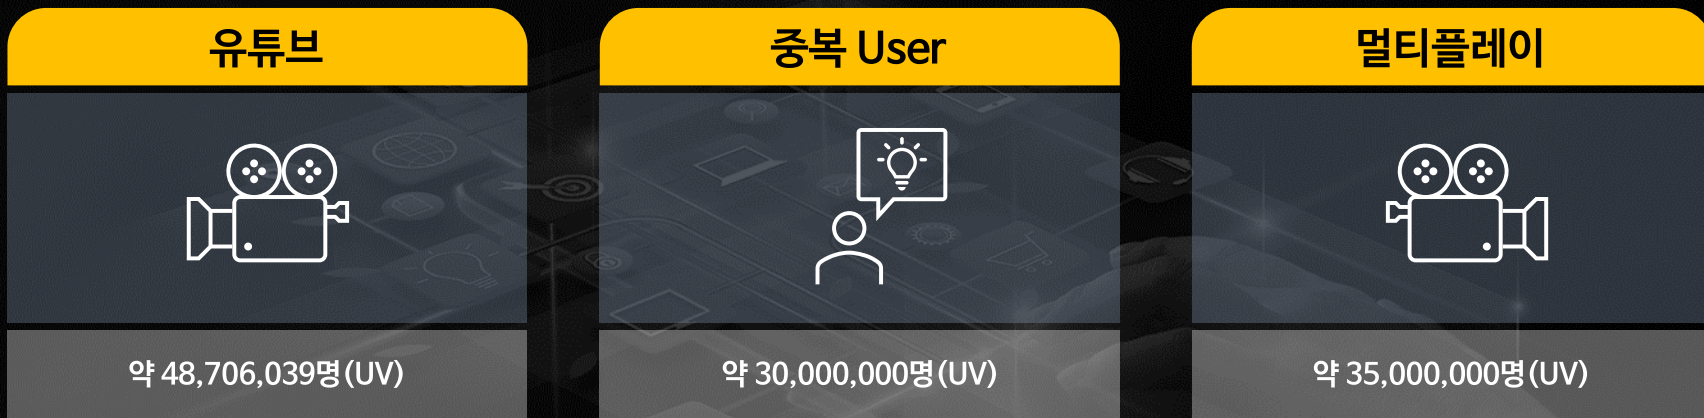 유튜브
약 48,706,039명(UV)
중복 User
약 30,000,000명(UV)
멀티플레이
약 35,000,000명(UV)